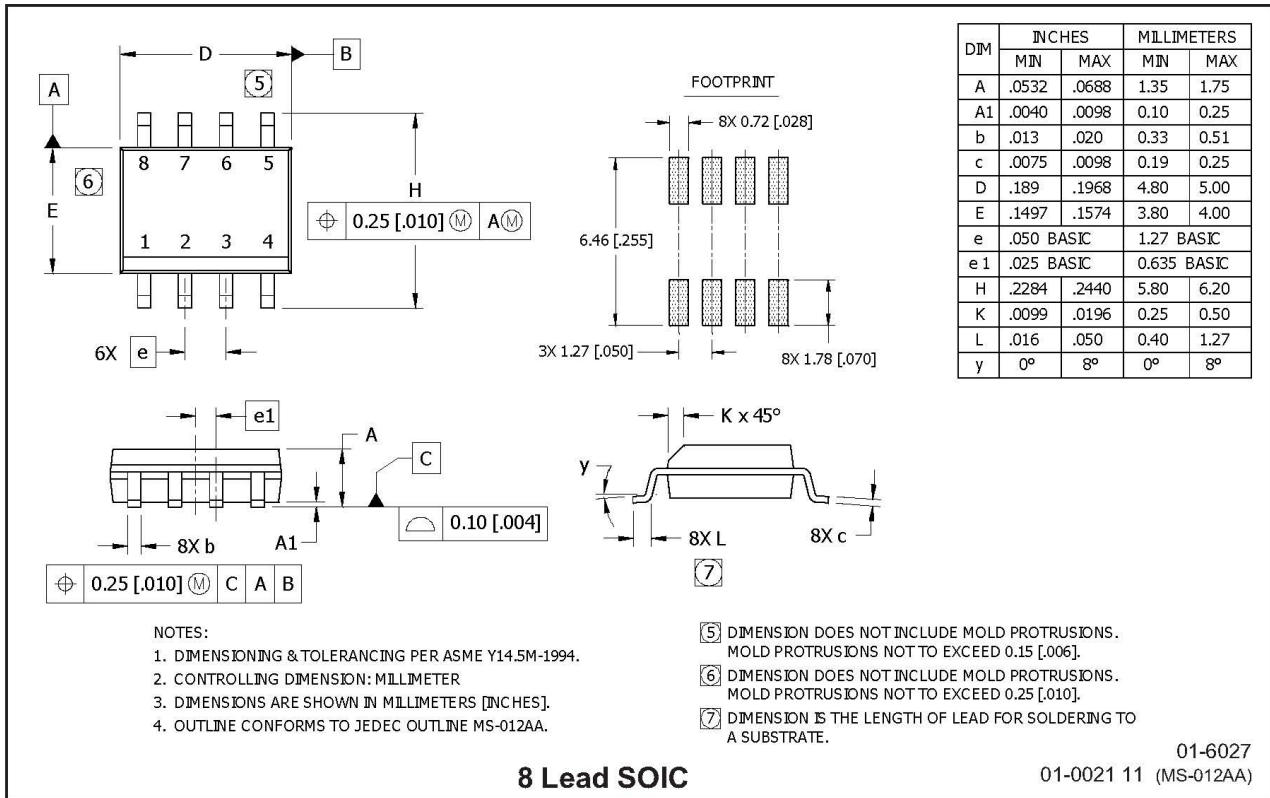 D
B
5
A
8 7 6 5
6
E
H
⌖ 0.25 [.010] Ⓜ AⓂ
1 2 3 4
6X e
FOOTPRINT
8X 0.72 [.028]
6.46 [.255]
3X 1.27 [.050]
8X 1.78 [.070]
DIM INCHES MILLIMETERS
MIN MAX MIN MAX
A .0532 .0688 1.35 1.75
A1 .0040 .0098 0.10 0.25
b .013 .020 0.33 0.51
c .0075 .0098 0.19 0.25
D .189 .1968 4.80 5.00
E .1497 .1574 3.80 4.00
e .050 BASIC 1.27 BASIC
e 1 .025 BASIC 0.635 BASIC
H .2284 .2440 5.80 6.20
K .0099 .0196 0.25 0.50
L .016 .050 0.40 1.27
y 0° 8° 0° 8°
e1
A
C
0.10 [.004]
8X b
A1
⌖ 0.25 [.010] Ⓜ C A B
K x 45°
y
8X L
8X c
7
NOTES:
1. DIMENSIONING & TOLERANCING PER ASME Y14.5M-1994.
2. CONTROLLING DIMENSION: MILLIMETER
3. DIMENSIONS ARE SHOWN IN MILLIMETERS [INCHES].
4. OUTLINE CONFORMS TO JEDEC OUTLINE MS-012AA.
5 DIMENSION DOES NOT INCLUDE MOLD PROTRUSIONS.
MOLD PROTRUSIONS NOT TO EXCEED 0.15 [.006].
6 DIMENSION DOES NOT INCLUDE MOLD PROTRUSIONS.
MOLD PROTRUSIONS NOT TO EXCEED 0.25 [.010].
7 DIMENSION IS THE LENGTH OF LEAD FOR SOLDERING TO
A SUBSTRATE.
8 Lead SOIC
01-6027
01-0021 11 (MS-012AA)